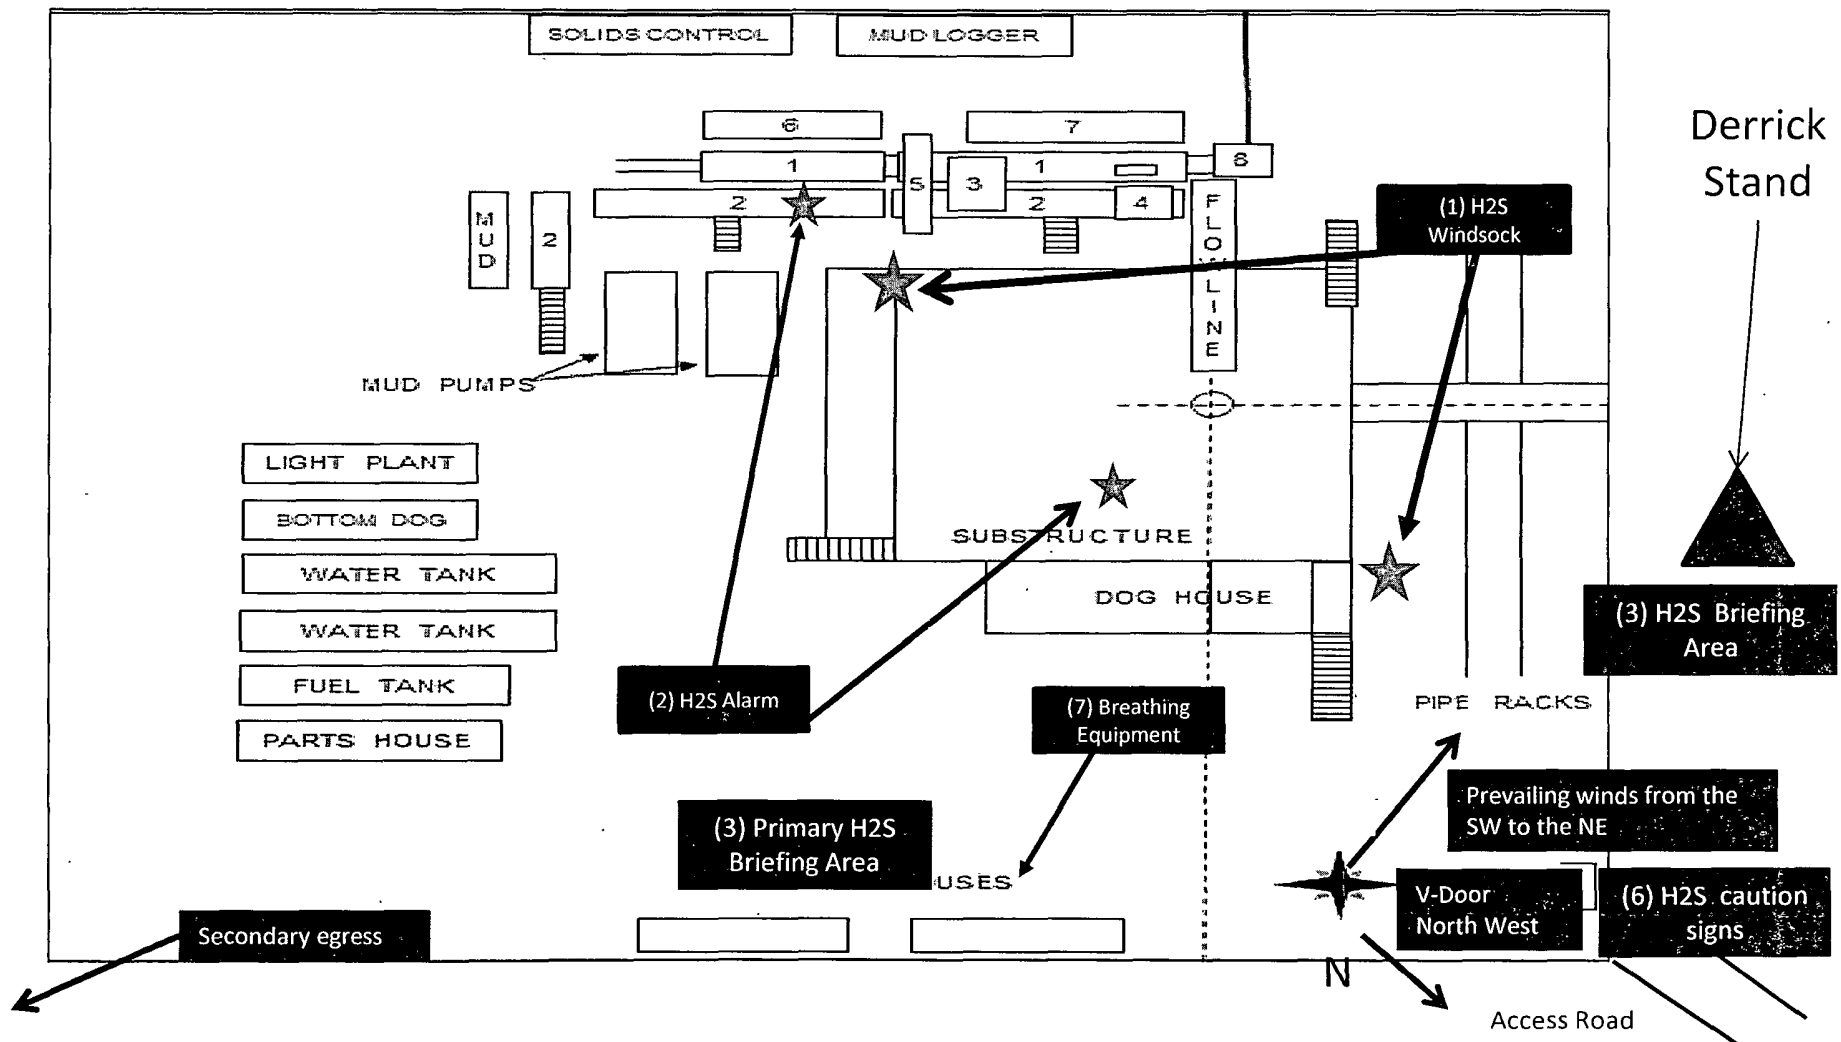 SOLIDS CONTROL
MUD LOGGER
6
7
1
1
8
5
3
2
2
4
MUD
2
FLOWLINE
Derrick
Stand
(1) H2S
Windsock
MUD PUMPS
LIGHT PLANT
BOTTOM DOG
WATER TANK
WATER TANK
FUEL TANK
PARTS HOUSE
SUBSTRUCTURE
DOG HOUSE
(3) H2S Briefing
Area
(2) H2S Alarm
(7) Breathing
Equipment
PIPE RACKS
Prevailing winds from the
SW to the NE
(3) Primary H2S
Briefing Area
USES
V-Door
North West
(6) H2S caution
signs
Secondary egress
N
Access Road